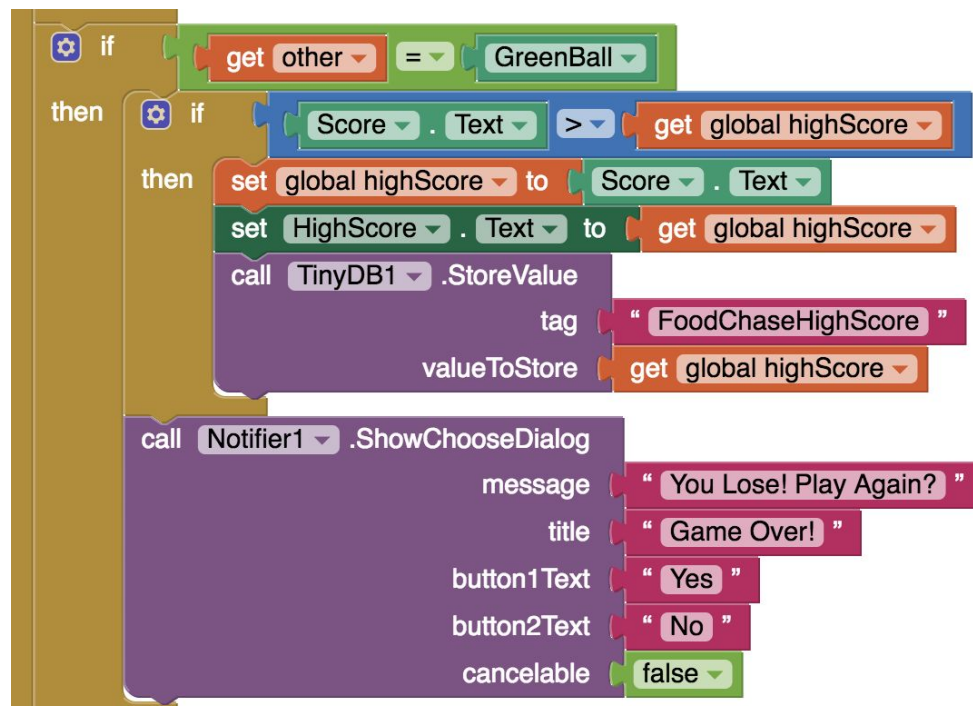 if get other = GreenBall
then if Score . Text > get global highScore
then set global highScore to Score . Text
set HighScore . Text to get global highScore
call TinyDB1 .StoreValue
tag “ FoodChaseHighScore ”
valueToStore get global highScore
call Notifier1 .ShowChooseDialog
message “ You Lose! Play Again? ”
title “ Game Over! ”
button1Text “ Yes ”
button2Text “ No ”
cancelable false